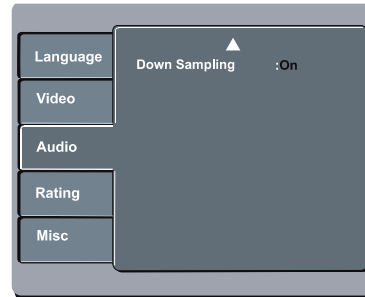 Language
Down Sampling :On
Video
Audio
Rating
Misc